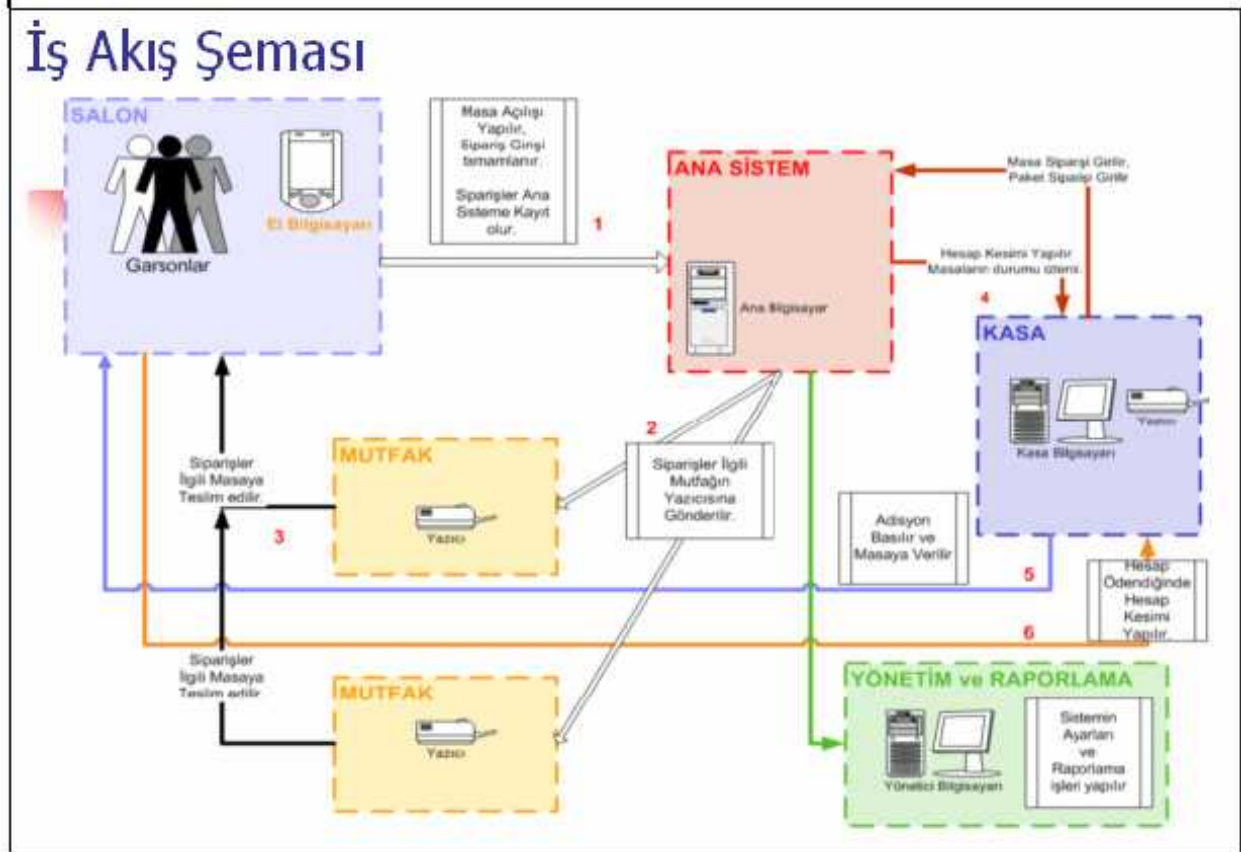 İş Akış Şeması
SALON
Garsonlar
El Bilgisayarı
Masa Açılışı
Yapılır,
Sipariş Girişi
tamamlanır.
Siparişler Ana
Sisteme Kayıt
olur.
1
ANA SİSTEM
Ana Bilgisayar
Masa Siparişi Girilir,
Paket Siparişi Girilir
Hesap Kesimi Yapılır
Masaların durumu izlenir.
4
KASA
Yazıcı
Kasa Bilgisayarı
2
Siparişler İlgili
Mutfağın
Yazıcısına
Gönderilir.
MUTFAK
Yazıcı
Siparişler
İlgili Masaya
Teslim edilir.
3
Adisyon
Basılır ve
Masaya Verilir
5
Hesap
Ödendiğinde
Hesap
Kesimi
Yapılır.
6
Siparişler
İlgili Masaya
Teslim edilir
MUTFAK
Yazıcı
YÖNETİM ve RAPORLAMA
Yönetici Bilgisayarı
Sistemin
Ayarları
ve
Raporlama
işleri yapılır